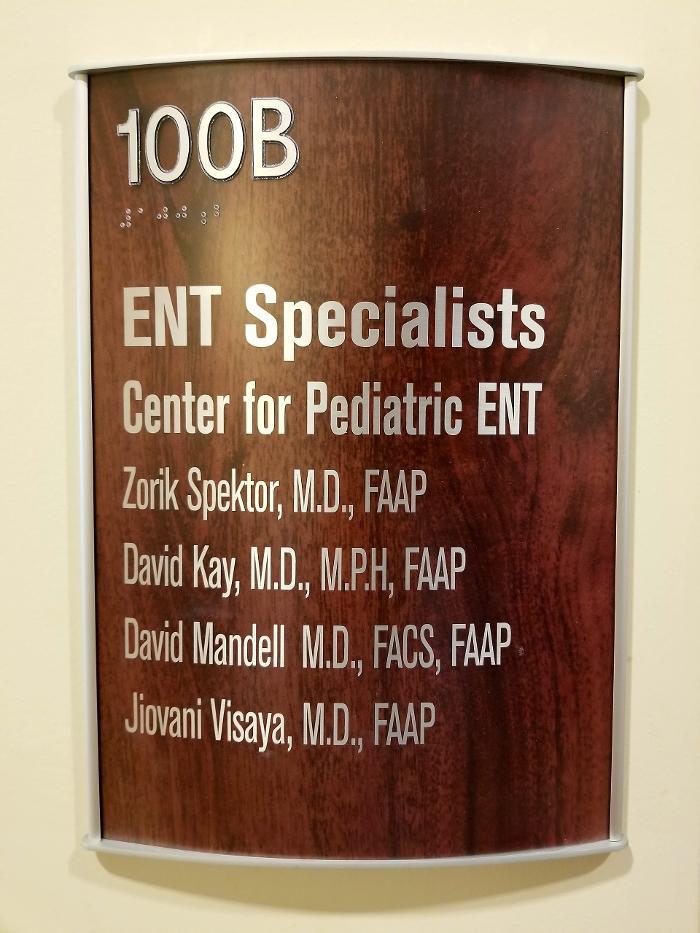 100B
ENT Specialists
Center for Pediatric ENT
Zorik Spektor, M.D., FAAP
David Kay, M.D., M.P.H, FAAP
David Mandell M.D., FACS, FAAP
Jiovani Visaya, M.D., FAAP